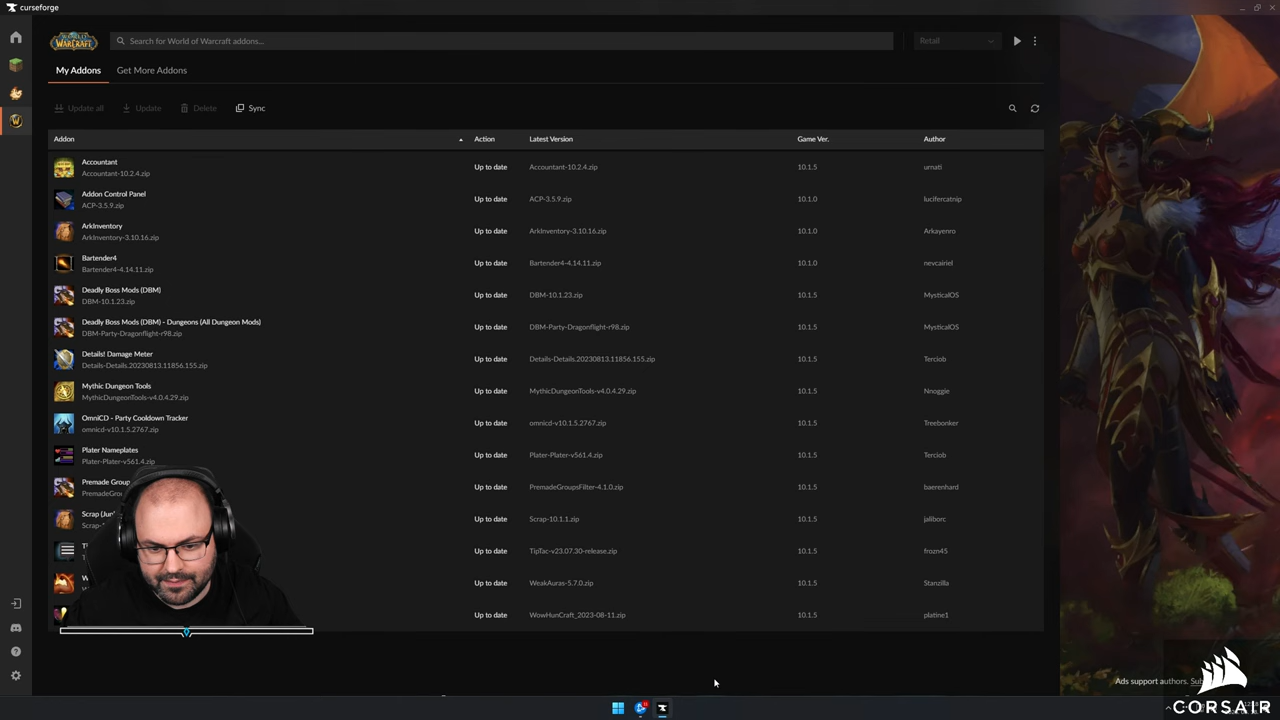 curseforge
WORLD WARCRAFT
Search for World of Warcraft addons...
Retail
My Addons
Get More Addons
Update all
Update
Delete
Sync
Addon
Action
Latest Version
Game Ver.
Author
Accountant
Accountant-10.2.4.zip
Up to date
Accountant-10.2.4.zip
10.1.5
urnati
Addon Control Panel
ACP-3.5.9.zip
Up to date
ACP-3.5.9.zip
10.1.0
lucifercatnip
ArkInventory
ArkInventory-3.10.16.zip
Up to date
ArkInventory-3.10.16.zip
10.1.0
Arkayenro
Bartender4
Bartender4-4.14.11.zip
Up to date
Bartender4-4.14.11.zip
10.1.0
nevcairiel
Deadly Boss Mods (DBM)
DBM-10.1.23.zip
Up to date
DBM-10.1.23.zip
10.1.5
MysticalOS
Deadly Boss Mods (DBM) - Dungeons (All Dungeon Mods)
DBM-Party-Dragonflight-r98.zip
Up to date
DBM-Party-Dragonflight-r98.zip
10.1.5
MysticalOS
Details! Damage Meter
Details-Details.20230813.11856.155.zip
Up to date
Details-Details.20230813.11856.155.zip
10.1.5
Terciob
Mythic Dungeon Tools
MythicDungeonTools-v4.0.4.29.zip
Up to date
MythicDungeonTools-v4.0.4.29.zip
10.1.5
Nnoggie
OmniCD - Party Cooldown Tracker
omnicd-v10.1.5.2767.zip
Up to date
omnicd-v10.1.5.2767.zip
10.1.5
Treebonker
Plater Nameplates
Plater-Plater-v561.4.zip
Up to date
Plater-Plater-v561.4.zip
10.1.5
Terciob
Premade Group
PremadeGro
Up to date
PremadeGroupsFilter-4.1.0.zip
10.1.5
baerenhard
Scrap (Jun
Scrap-
Up to date
Scrap-10.1.1.zip
10.1.5
jaliborc
Up to date
TipTac-v23.07.30-release.zip
10.1.5
frozn45
Up to date
WeakAuras-5.7.0.zip
10.1.5
Stanzilla
Up to date
WowHunCraft_2023-08-11.zip
10.1.5
platine1
Ads support authors.
CORSAIR